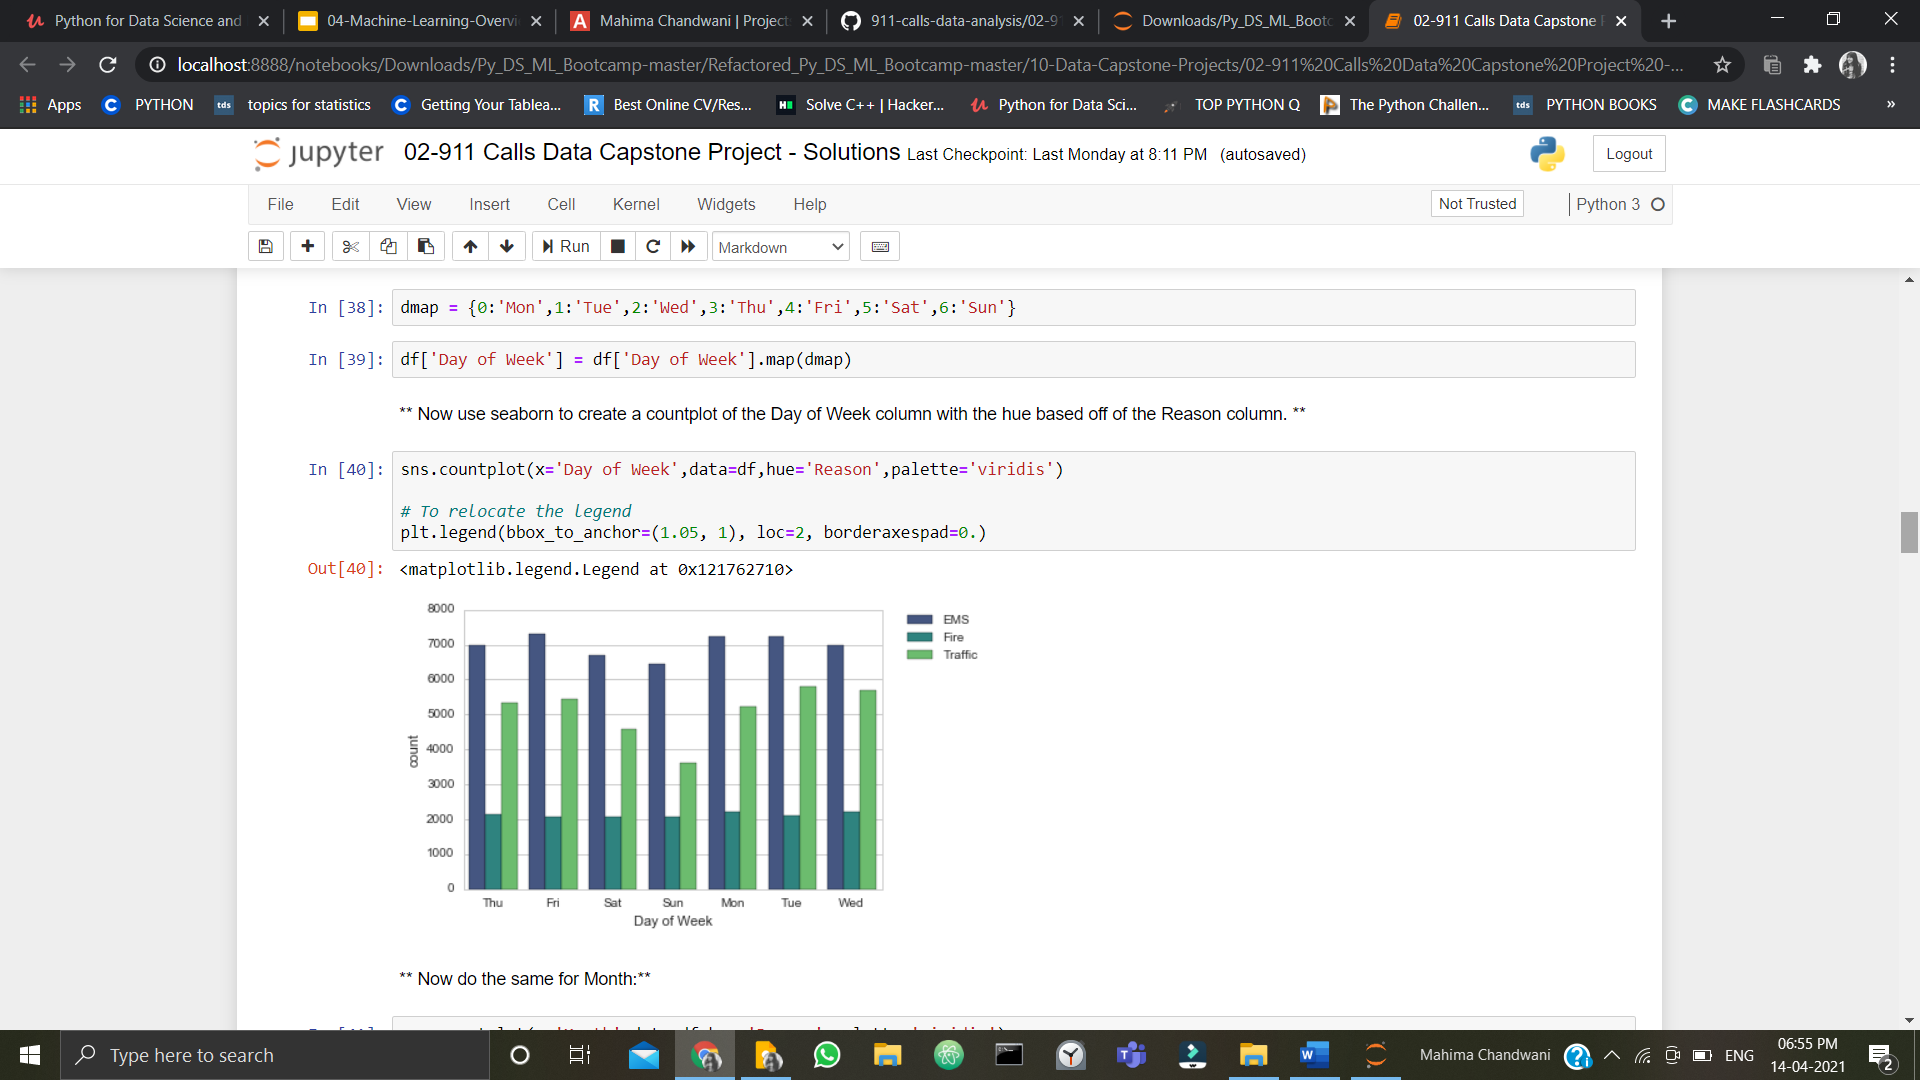 Python for Data Science and
04-Machine-Learning-Overvi
Mahima Chandwani | Project
911-calls-data-analysis/02-9
Downloads/Py_DS_ML_Bootc
02-911 Calls Data Capstone
localhost:8888/notebooks/Downloads/Py_DS_ML_Bootcamp-master/Refactored_Py_DS_ML_Bootcamp-master/10-Data-Capstone-Projects/02-911%20Calls%20Data%20Capstone%20Project%20-...
Apps
PYTHON
tds topics for statistics
Getting Your Tablea...
R Best Online CV/Res...
Solve C++ | Hacker...
Python for Data Sci...
TOP PYTHON Q
The Python Challen...
tds PYTHON BOOKS
MAKE FLASHCARDS
»
jupyter 02-911 Calls Data Capstone Project - Solutions Last Checkpoint: Last Monday at 8:11 PM (autosaved)
Logout
File Edit View Insert Cell Kernel Widgets Help
Not Trusted
Python 3
Run
Markdown
In [38]: dmap = {0:'Mon',1:'Tue',2:'Wed',3:'Thu',4:'Fri',5:'Sat',6:'Sun'}
In [39]: df['Day of Week'] = df['Day of Week'].map(dmap)
** Now use seaborn to create a countplot of the Day of Week column with the hue based off of the Reason column. **
In [40]: sns.countplot(x='Day of Week',data=df,hue='Reason',palette='viridis')
# To relocate the legend
plt.legend(bbox_to_anchor=(1.05, 1), loc=2, borderaxespad=0.)
Out[40]: <matplotlib.legend.Legend at 0x121762710>
8000
7000
6000
5000
4000
3000
2000
1000
0
count
EMS
Fire
Traffic
Thu Fri Sat Sun Mon Tue Wed
Day of Week
** Now do the same for Month:**
Type here to search
Mahima Chandwani
ENG
06:55 PM
14-04-2021
2